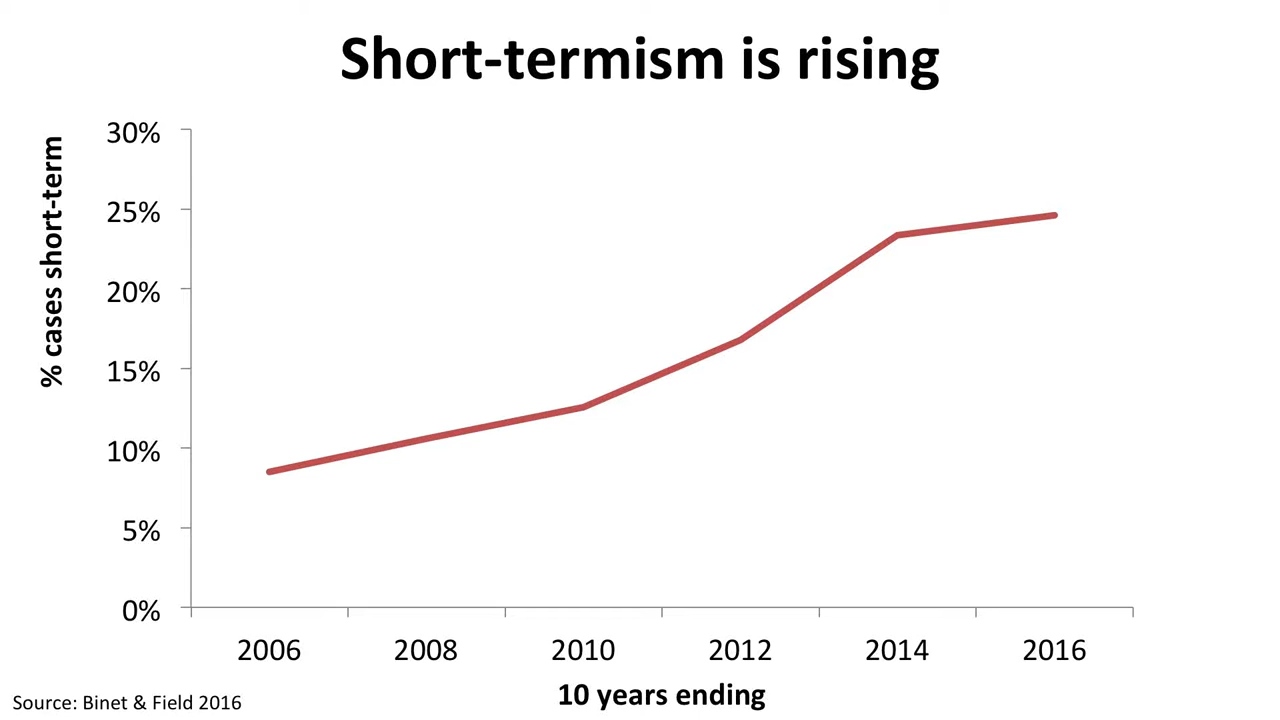 Short-termism is rising
% cases short-term
30%
25%
20%
15%
10%
5%
0%
2006 2008 2010 2012 2014 2016
10 years ending
Source: Binet & Field 2016